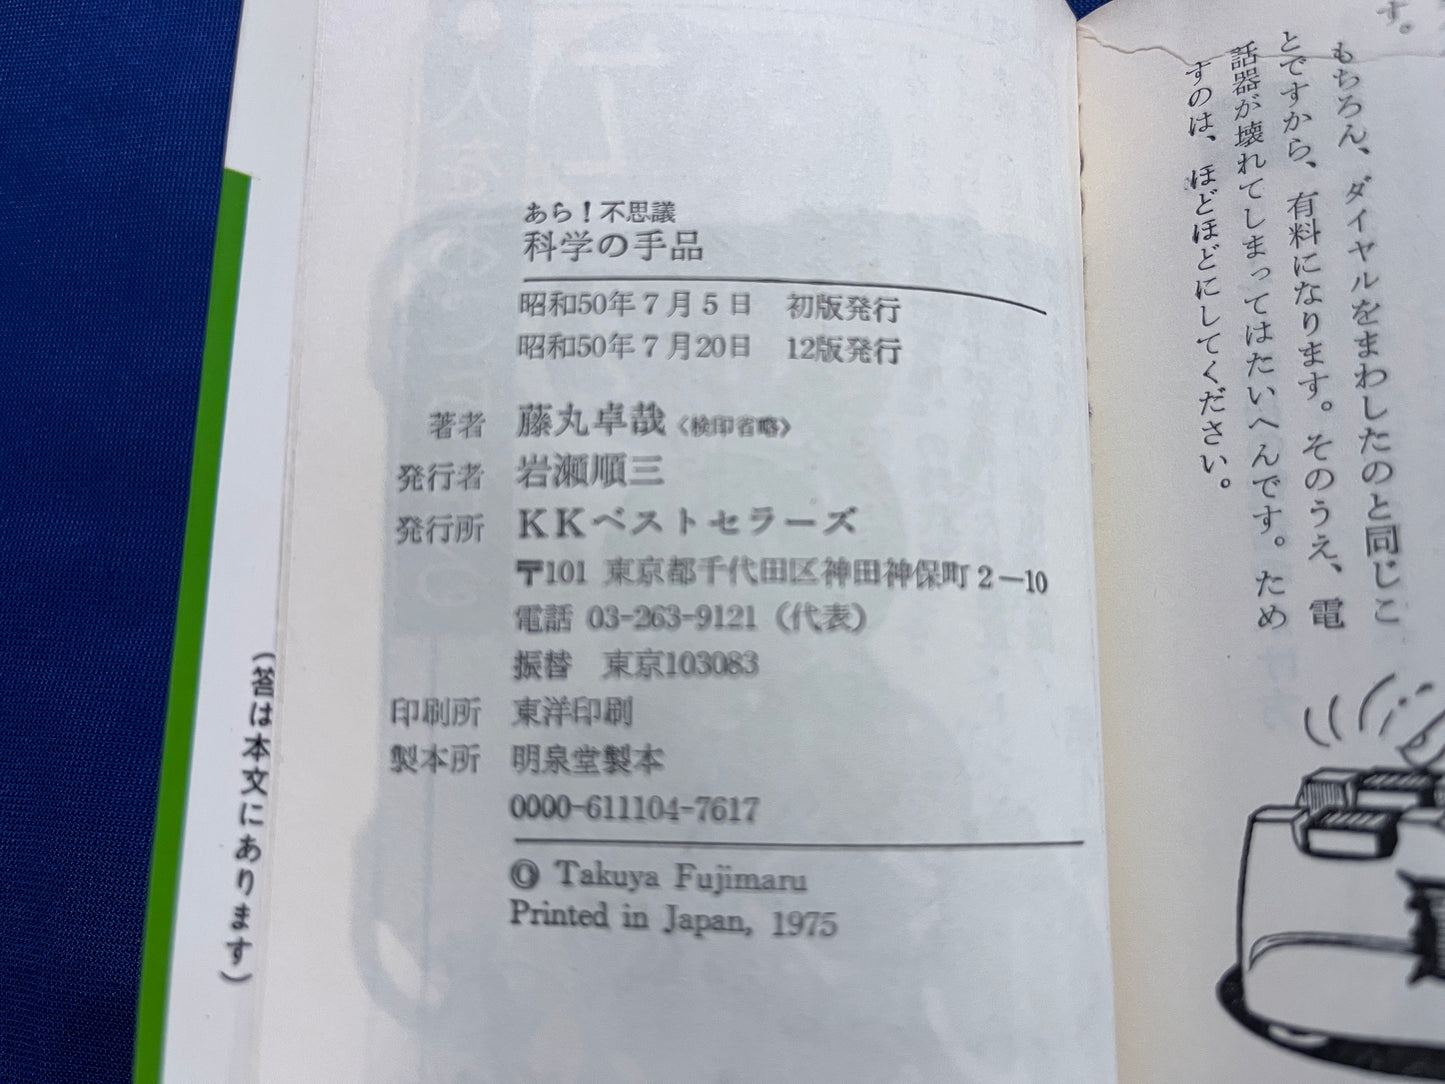 す。
もちろん、ダイヤルをまわしたのと同じこ
とですから、有料になります。そのうえ、電
話器が壊れてしまってはたいへんです。ため
すのは、ほどほどにしてください。
あら！不思議
科学の手品
昭和50年7月5日　初版発行
昭和50年7月20日　12版発行
著者　藤丸卓哉〈検印省略〉
発行者　岩瀬順三
発行所　KKベストセラーズ
〒101 東京都千代田区神田神保町2－10
電話 03-263-9121（代表）
振替　東京103083
印刷所　東洋印刷
製本所　明泉堂製本
0000-611104-7617
© Takuya Fujimaru
Printed in Japan, 1975
（答は本文にあります）